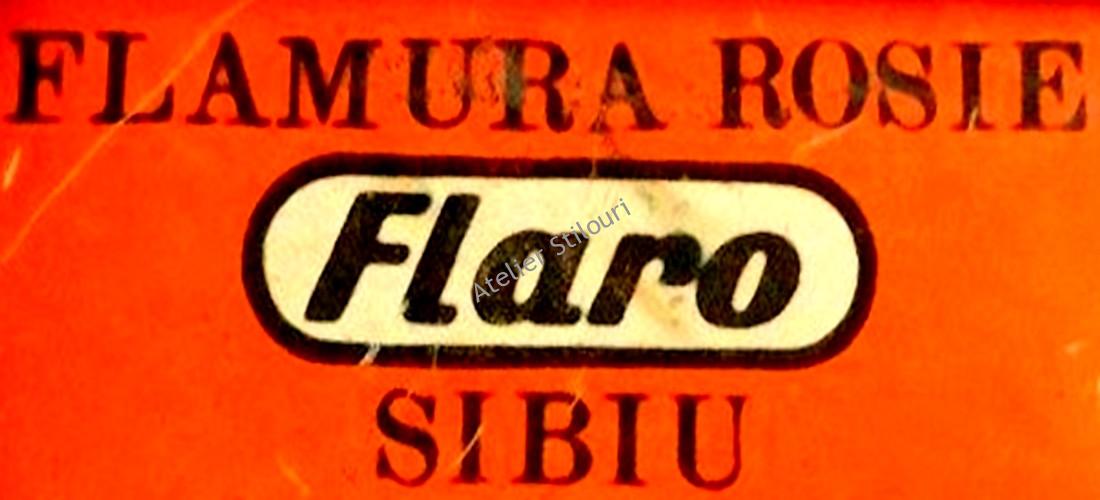 FLAMURA ROSIE
Flaro
Atelier Stilouri
SIBIU